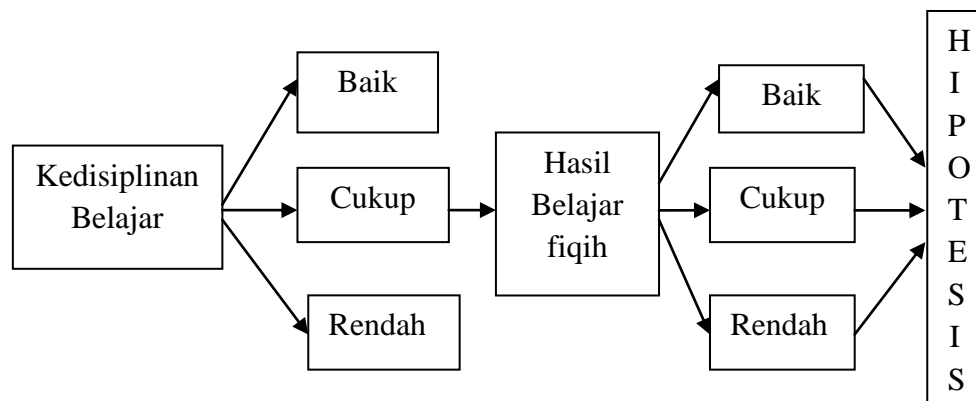 Kedisiplinan
Belajar
Baik
Cukup
Rendah
Hasil
Belajar
fiqih
Baik
Cukup
Rendah
H
I
P
O
T
E
S
I
S